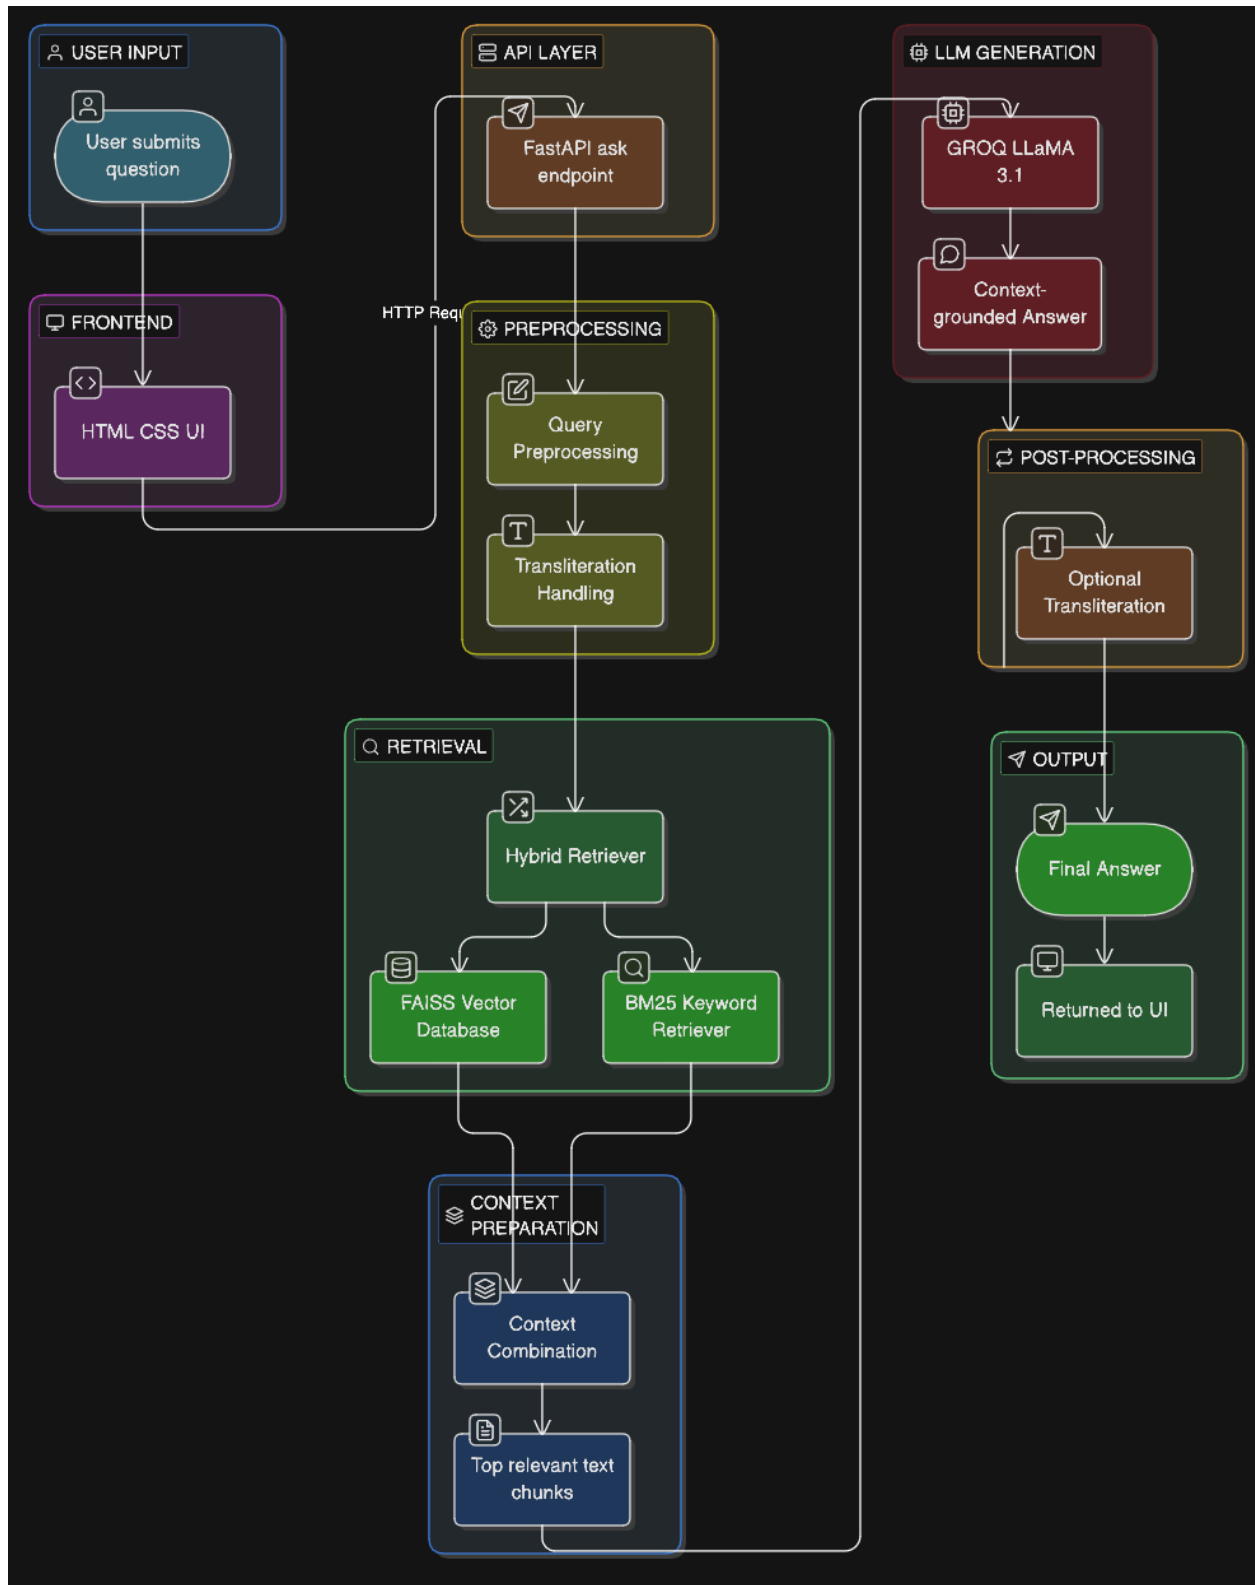 USER INPUT
User submits
question
FRONTEND
HTML CSS UI
HTTP Requ
API LAYER
FastAPI ask
endpoint
PREPROCESSING
Query
Preprocessing
Transliteration
Handling
RETRIEVAL
Hybrid Retriever
FAISS Vector
Database
BM25 Keyword
Retriever
CONTEXT
PREPARATION
Context
Combination
Top relevant text
chunks
LLM GENERATION
GROQ LLaMA
3.1
Context-
grounded Answer
POST-PROCESSING
Optional
Transliteration
OUTPUT
Final Answer
Returned to UI